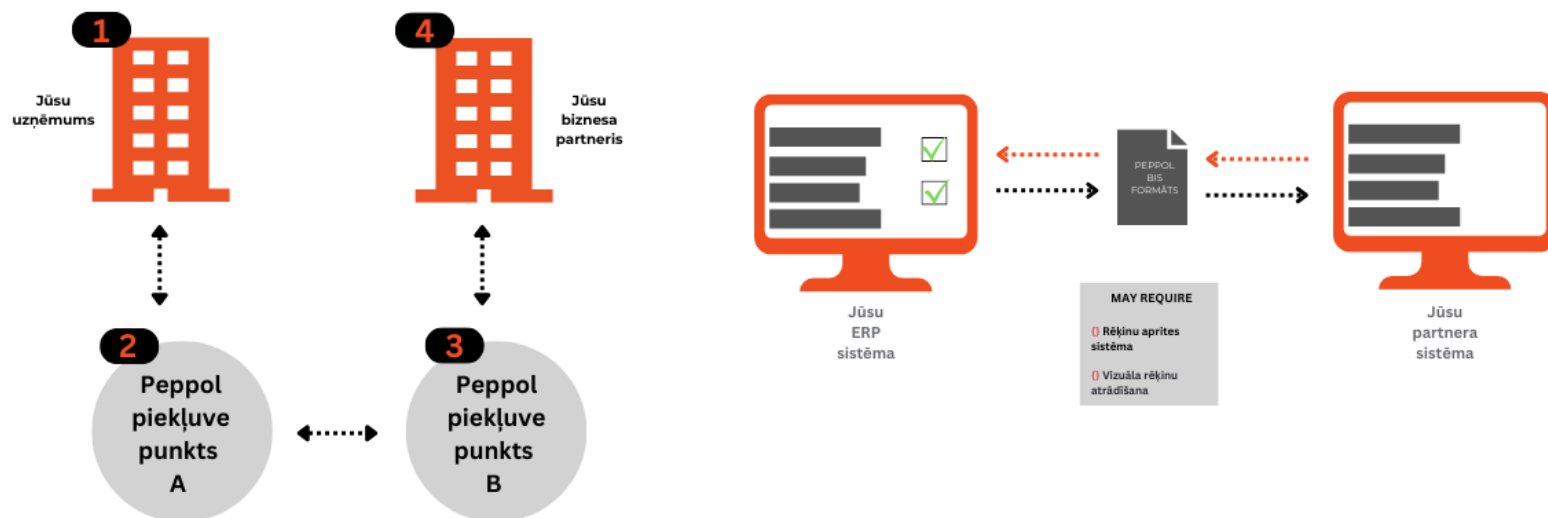 1
Jūsu
uzņēmums
4
Jūsu
biznesa
partneris
2
Peppol
piekļuve
punkts
A
3
Peppol
piekļuve
punkts
B
PEPPOL
BIS
FORMĀTS
Jūsu
ERP
sistēma
MAY REQUIRE
{} Rēķinu aprites
sistēma
{} Vizuāla rēķinu
atrādīšana
Jūsu
partnera
sistēma